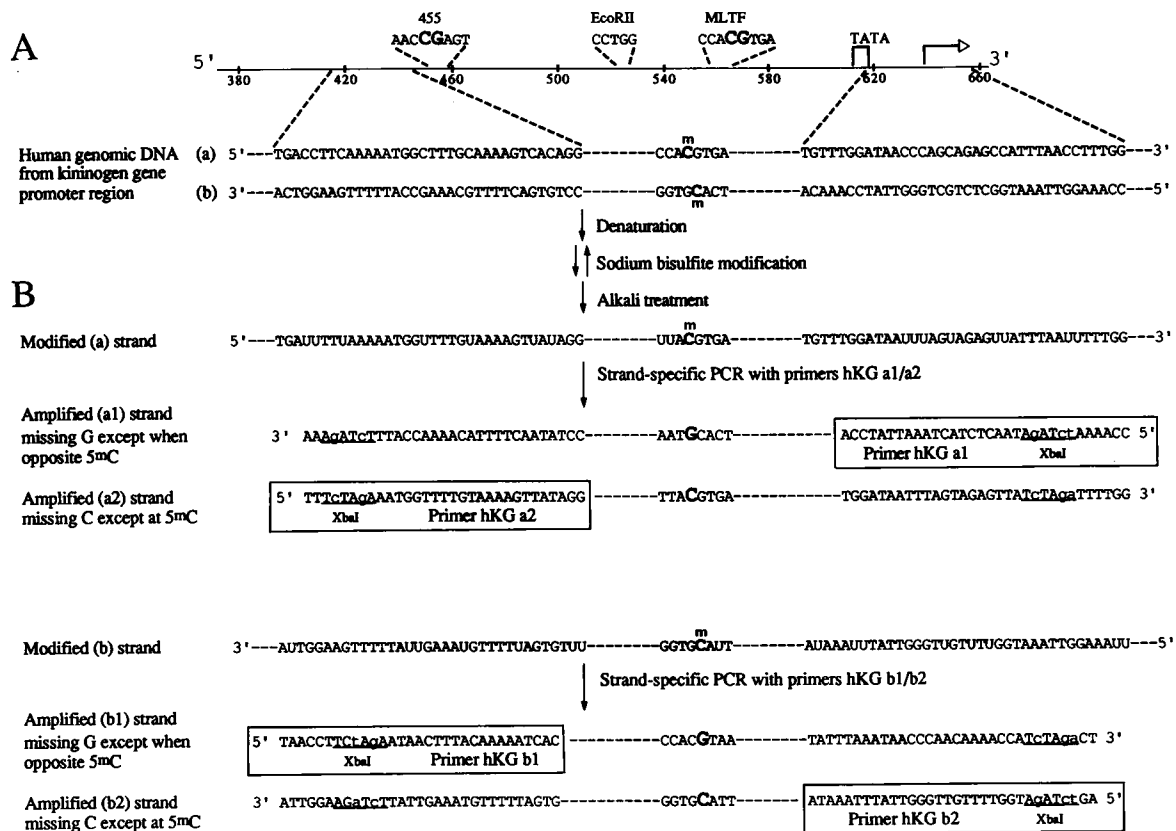 A
455
EcoRII
MLTF
AACCGAGT
CCTGG
CCACGTGA
TATA
5'
3'
380
420
460
500
540
580
620
660
m
Human genomic DNA (a) 5'---TGACCTTCAAAAATGGCTTTGCAAAAGTCACAGG---------CCACGTGA---------TGTTTGGATAACCCAGCAGAGCCATTTAACCTTTGG---3'
from kininogen gene
promoter region (b) 3'---ACTGGAAGTTTTTACCGAAACGTTTTCAGTGTCC---------GGTGCACT---------ACAAACCTATTGGGTCGTCTCGGTAAATTGGAAACC---5'
m
Denaturation
Sodium bisulfite modification
B
Alkali treatment
m
Modified (a) strand 5'---TGAUUTTUAAAAATGGUTTTGUAAAAGTUAUAGG---------UUACGTGA---------TGTTTGGATAAUUUAGUAGAGUUATTTAAUUTTTGG---3'
Strand-specific PCR with primers hKG a1/a2
Amplified (a1) strand
missing G except when 3' AAAgATcTTTACCAAAACATTTTCAATATCC---------AATGCACT---------ACCTATTAAATCATCTCAATAgATCtAAAACC 5'
opposite 5mC
Primer hKG a1 XbaI
Amplified (a2) strand 5' TTTcTAgAAATGGTTTTGTAAAAGTTATAGG---------TTACGTGA---------TGGATAATTTAGTAGAGTTATcTAgaTTTTGG 3'
missing C except at 5mC
XbaI Primer hKG a2
m
Modified (b) strand 3'---AUTGGAAGTTTTTAUUGAAAUGTTTTUAGTGTUU---------GGTGCAUT---------AUAAAUUTATTGGGTUGTUTUGGTAAATTGGAAAUU---5'
Strand-specific PCR with primers hKG b1/b2
Amplified (b1) strand
missing G except when 5' TAACCTTCtAgAATAACTTTACAAAAATCAC---------CCACGTAA---------TATTTAAATAACCCAACAAAACCATcTAgaCT 3'
opposite 5mC
XbaI Primer hKG b1
Amplified (b2) strand 3' ATTGGAAGaTcTTATTGAAATGTTTTTAGTG---------GGTGCATT---------ATAAATTTATTGGGTTGTTTTGGTAgATCtGA 5'
missing C except at 5mC
Primer hKG b2 XbaI